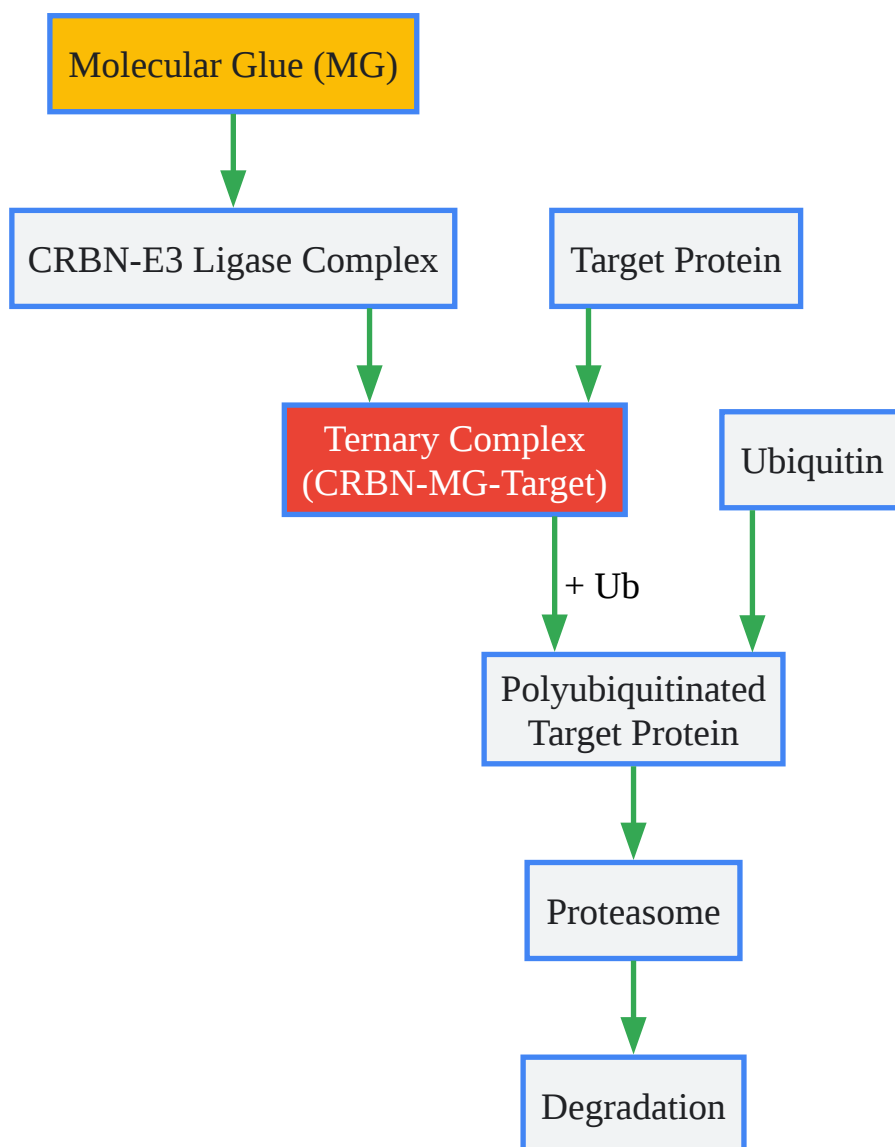 Molecular Glue (MG)
CRBN-E3 Ligase Complex
Target Protein
Ternary Complex
(CRBN-MG-Target)
Ubiquitin
+ Ub
Polyubiquitinated
Target Protein
Proteasome
Degradation